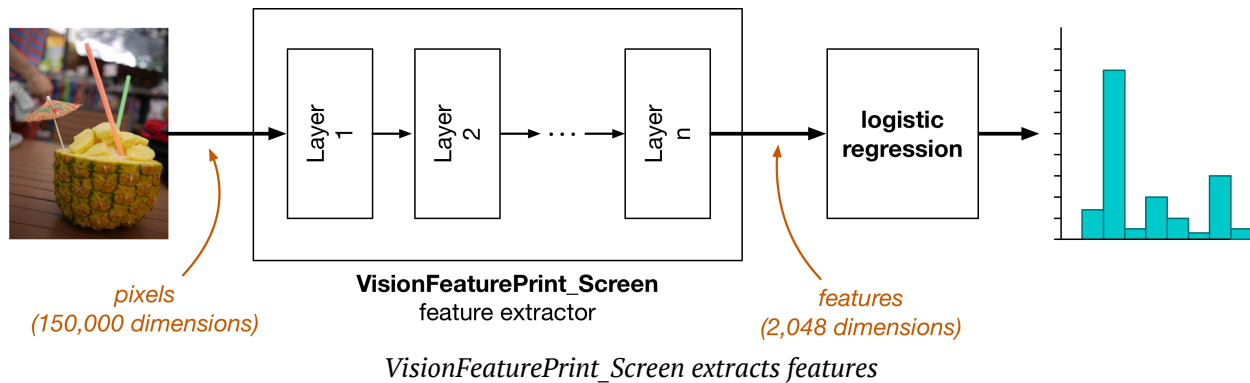 Layer
1
Layer
2
...
Layer
n
logistic
regression
pixels
(150,000 dimensions)
VisionFeaturePrint_Screen
feature extractor
features
(2,048 dimensions)
VisionFeaturePrint_Screen extracts features